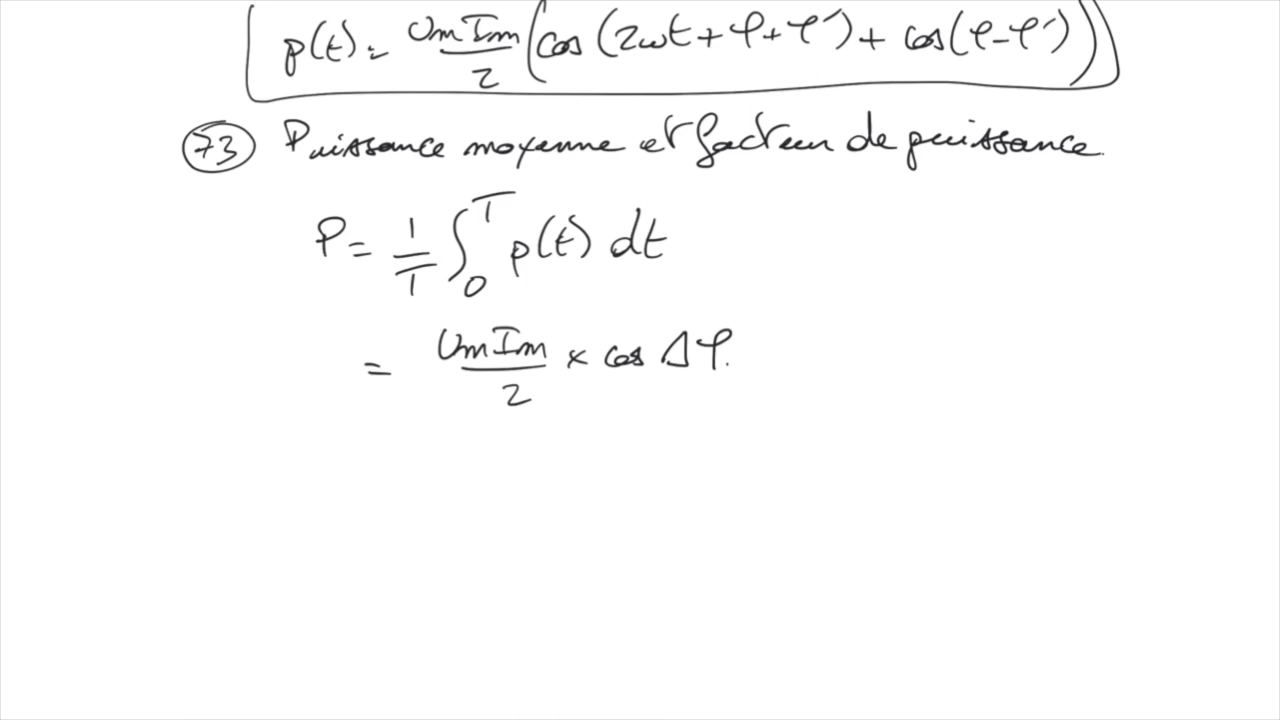 p(t) = UmIm/2 (cos(2ωt + φ + φ') + cos(φ - φ'))
73 Puissance moyenne et facteur de puissance.
P = 1/T ∫₀ᵀ p(t) dt
= UmIm/2 × cos Δφ.